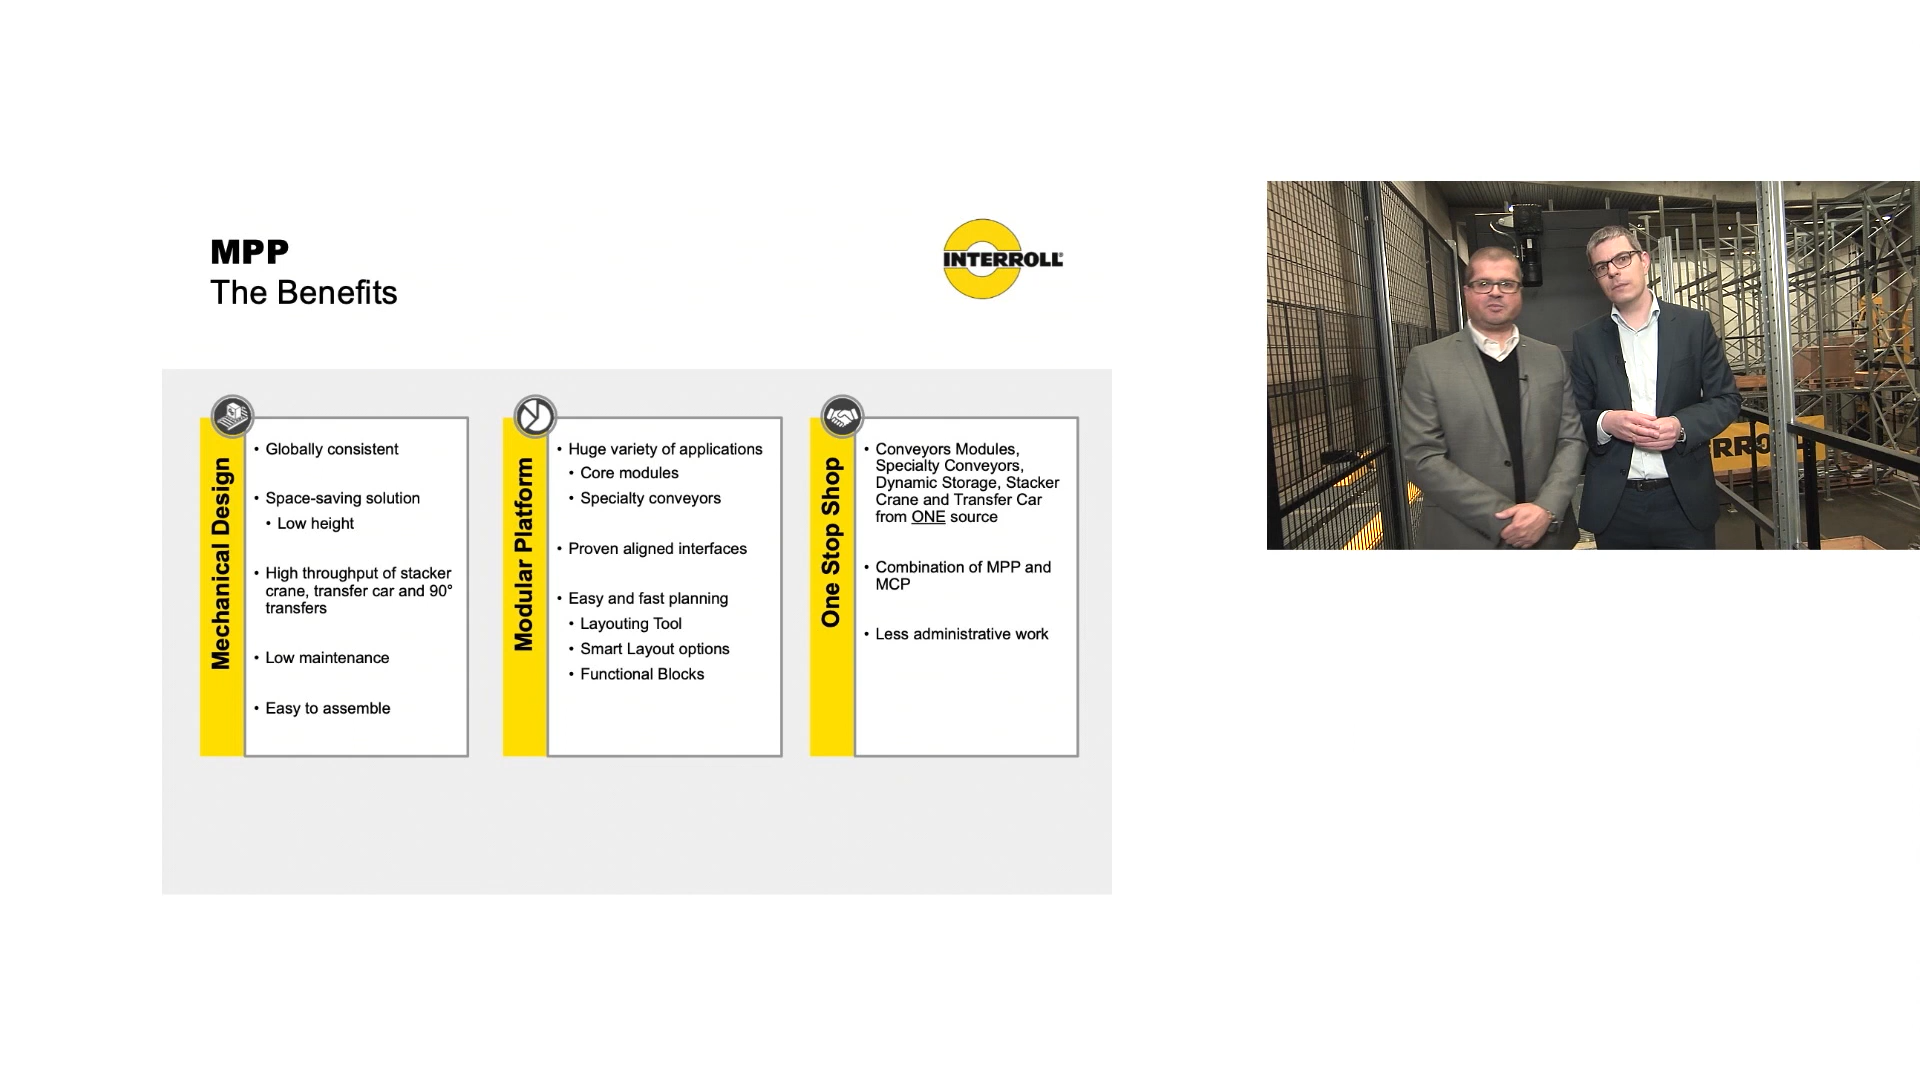 MPP
The Benefits
INTERROLL
Mechanical Design
• Globally consistent
• Space-saving solution
• Low height
• High throughput of stacker
crane, transfer car and 90°
transfers
• Low maintenance
• Easy to assemble
Modular Platform
• Huge variety of applications
• Core modules
• Specialty conveyors
• Proven aligned interfaces
• Easy and fast planning
• Layouting Tool
• Smart Layout options
• Functional Blocks
One Stop Shop
• Conveyors Modules,
Specialty Conveyors,
Dynamic Storage, Stacker
Crane and Transfer Car
from ONE source
• Combination of MPP and
MCP
• Less administrative work
RROLL